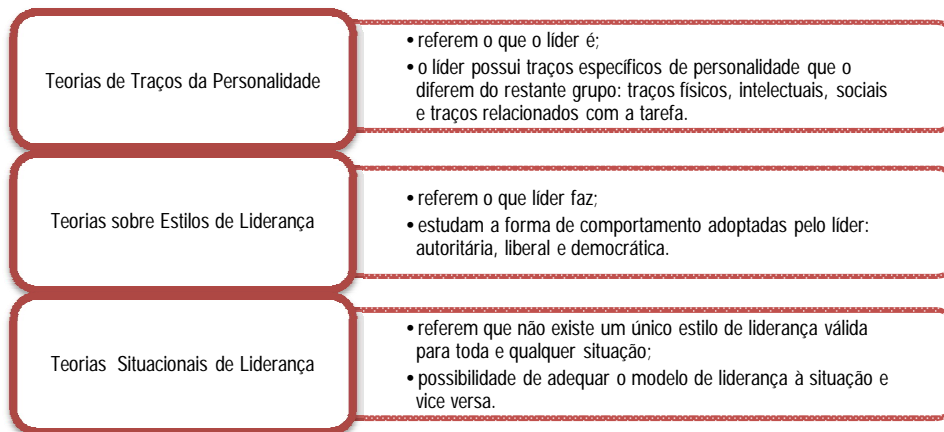 Teorias de Traços da Personalidade
• referem o que o líder é;
• o líder possui traços específicos de personalidade que o
diferem do restante grupo: traços físicos, intelectuais, sociais
e traços relacionados com a tarefa.
Teorias sobre Estilos de Liderança
• referem o que líder faz;
• estudam a forma de comportamento adoptadas pelo líder:
autoritária, liberal e democrática.
Teorias Situacionais de Liderança
• referem que não existe um único estilo de liderança válida
para toda e qualquer situação;
• possibilidade de adequar o modelo de liderança à situação e
vice versa.